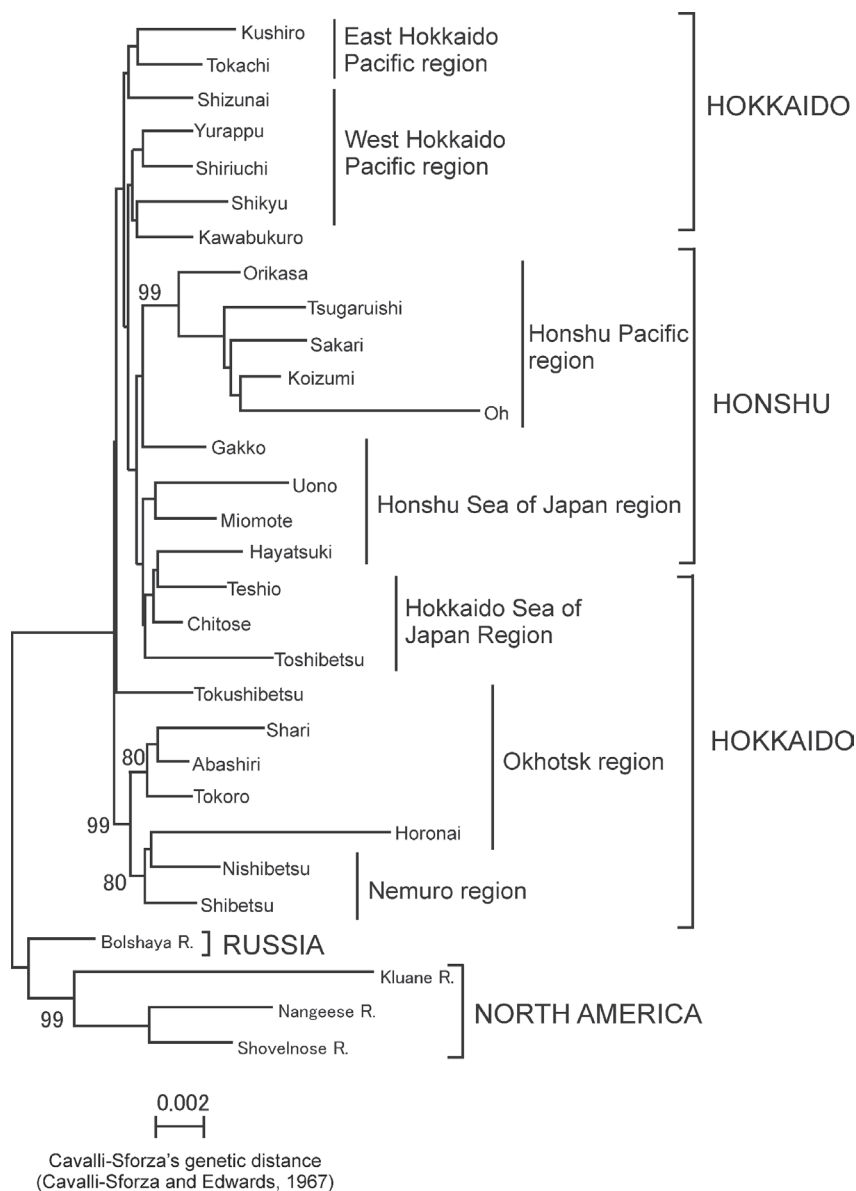 Kushiro
Tokachi
East Hokkaido
Pacific region
Shizunai
Yurappu
Shiriuchi
Shikyu
Kawabukuro
West Hokkaido
Pacific region
HOKKAIDO
Orikasa
99
Tsugaruishi
Sakari
Koizumi
Oh
Honshu Pacific
region
Gakko
Uono
Miomote
Hayatsuki
Honshu Sea of Japan region
HONSHU
Teshio
Chitose
Toshibetsu
Hokkaido Sea of
Japan Region
Tokushibetsu
Shari
80
Abashiri
Tokoro
99
Horonai
Okhotsk region
80
Nishibetsu
Shibetsu
Nemuro region
HOKKAIDO
Bolshaya R.
RUSSIA
Kluane R.
99
Nangeese R.
Shovelnose R.
NORTH AMERICA
0.002
Cavalli-Sforza's genetic distance
(Cavalli-Sforza and Edwards, 1967)